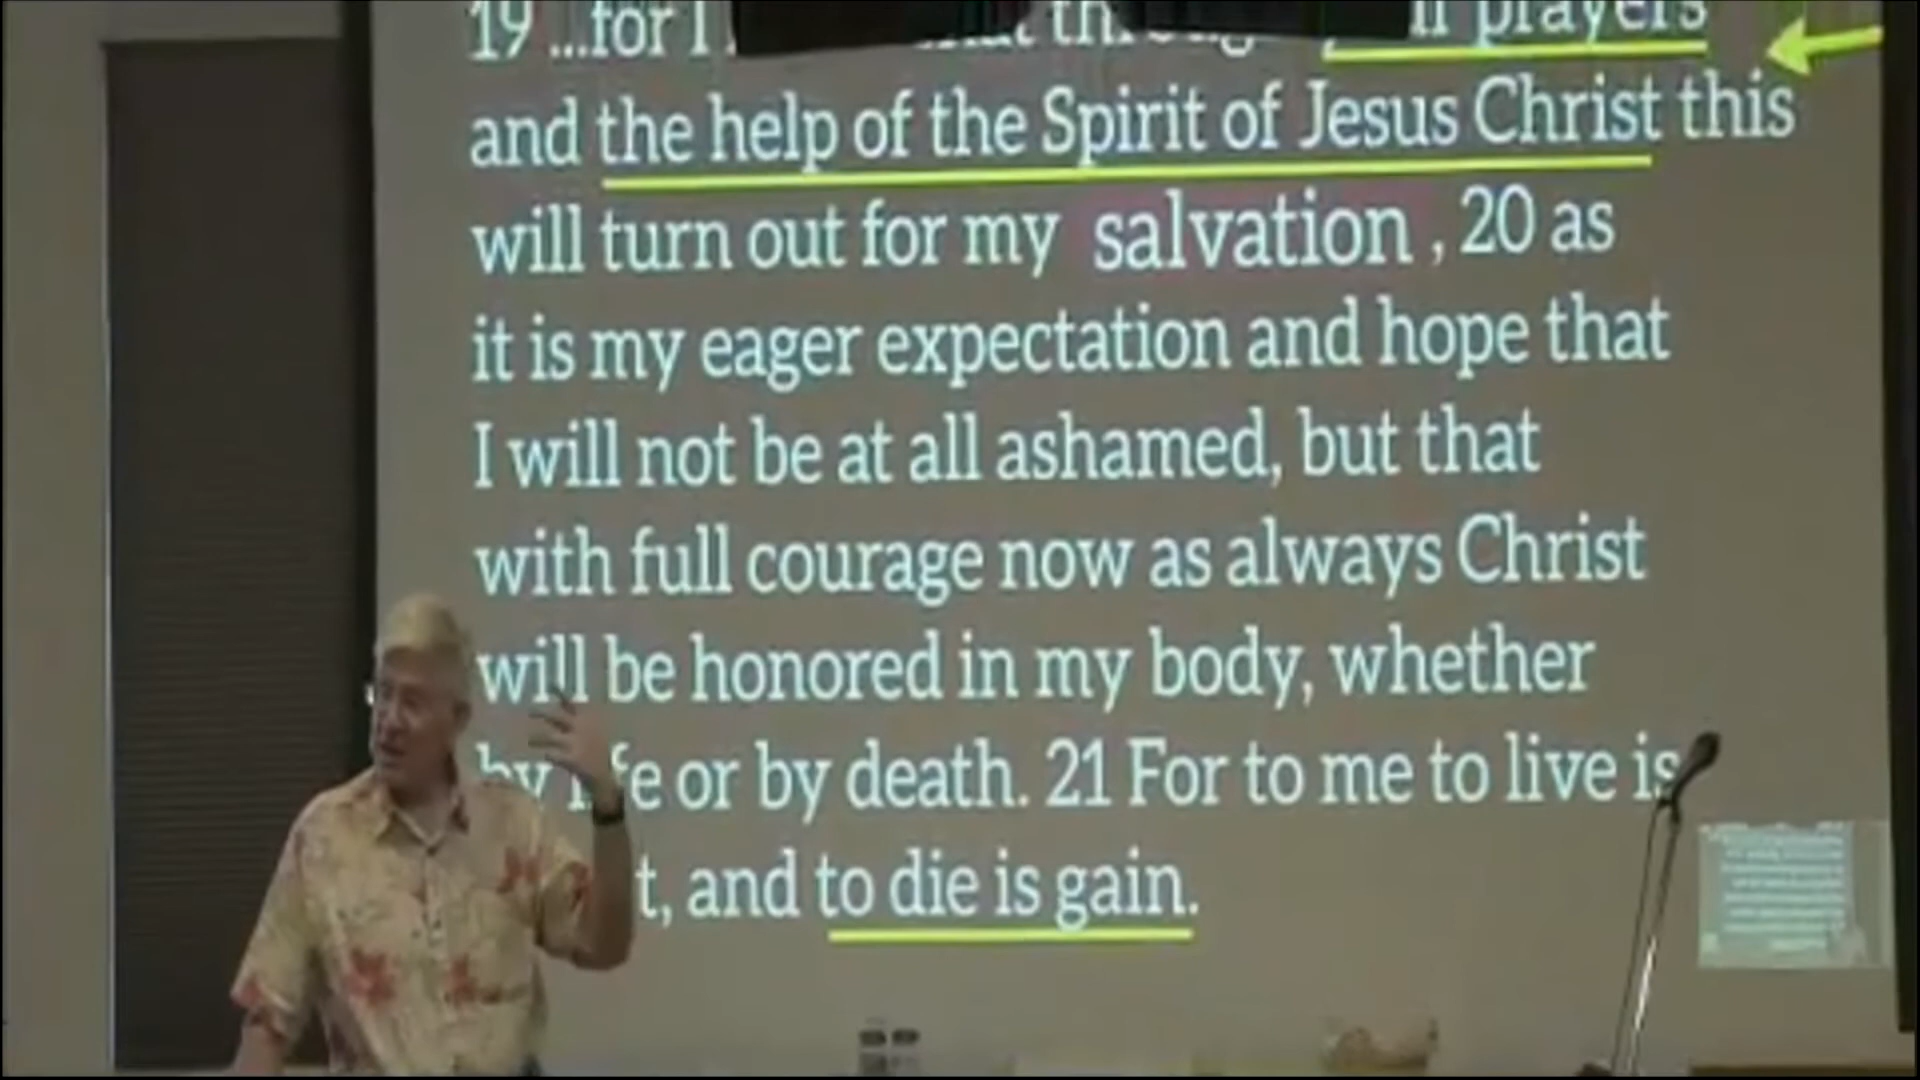 19 ...for I th prayers
and the help of the Spirit of Jesus Christ this
will turn out for my salvation , 20 as
it is my eager expectation and hope that
I will not be at all ashamed, but that
with full courage now as always Christ
will be honored in my body, whether
by or by death. 21 For to me to live is
t, and to die is gain.